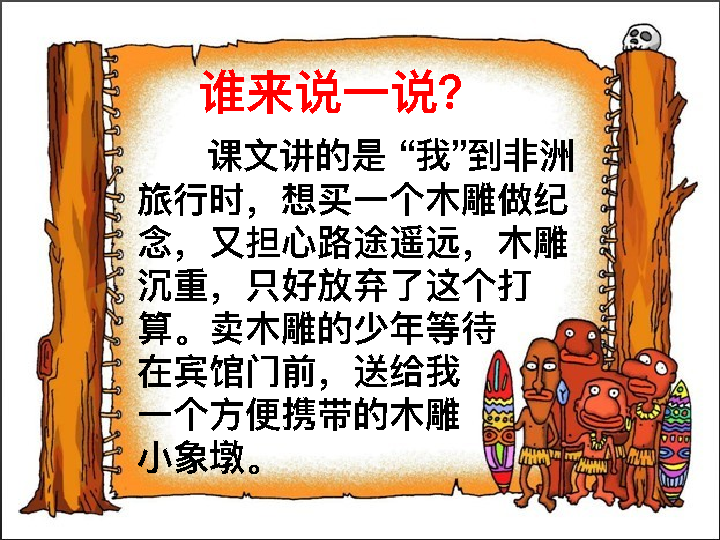 谁来说一说?
课文讲的是 “我”到非洲
旅行时，想买一个木雕做纪
念，又担心路途遥远，木雕
沉重，只好放弃了这个打
算。卖木雕的少年等待
在宾馆门前，送给我
一个方便携带的木雕
小象墩。